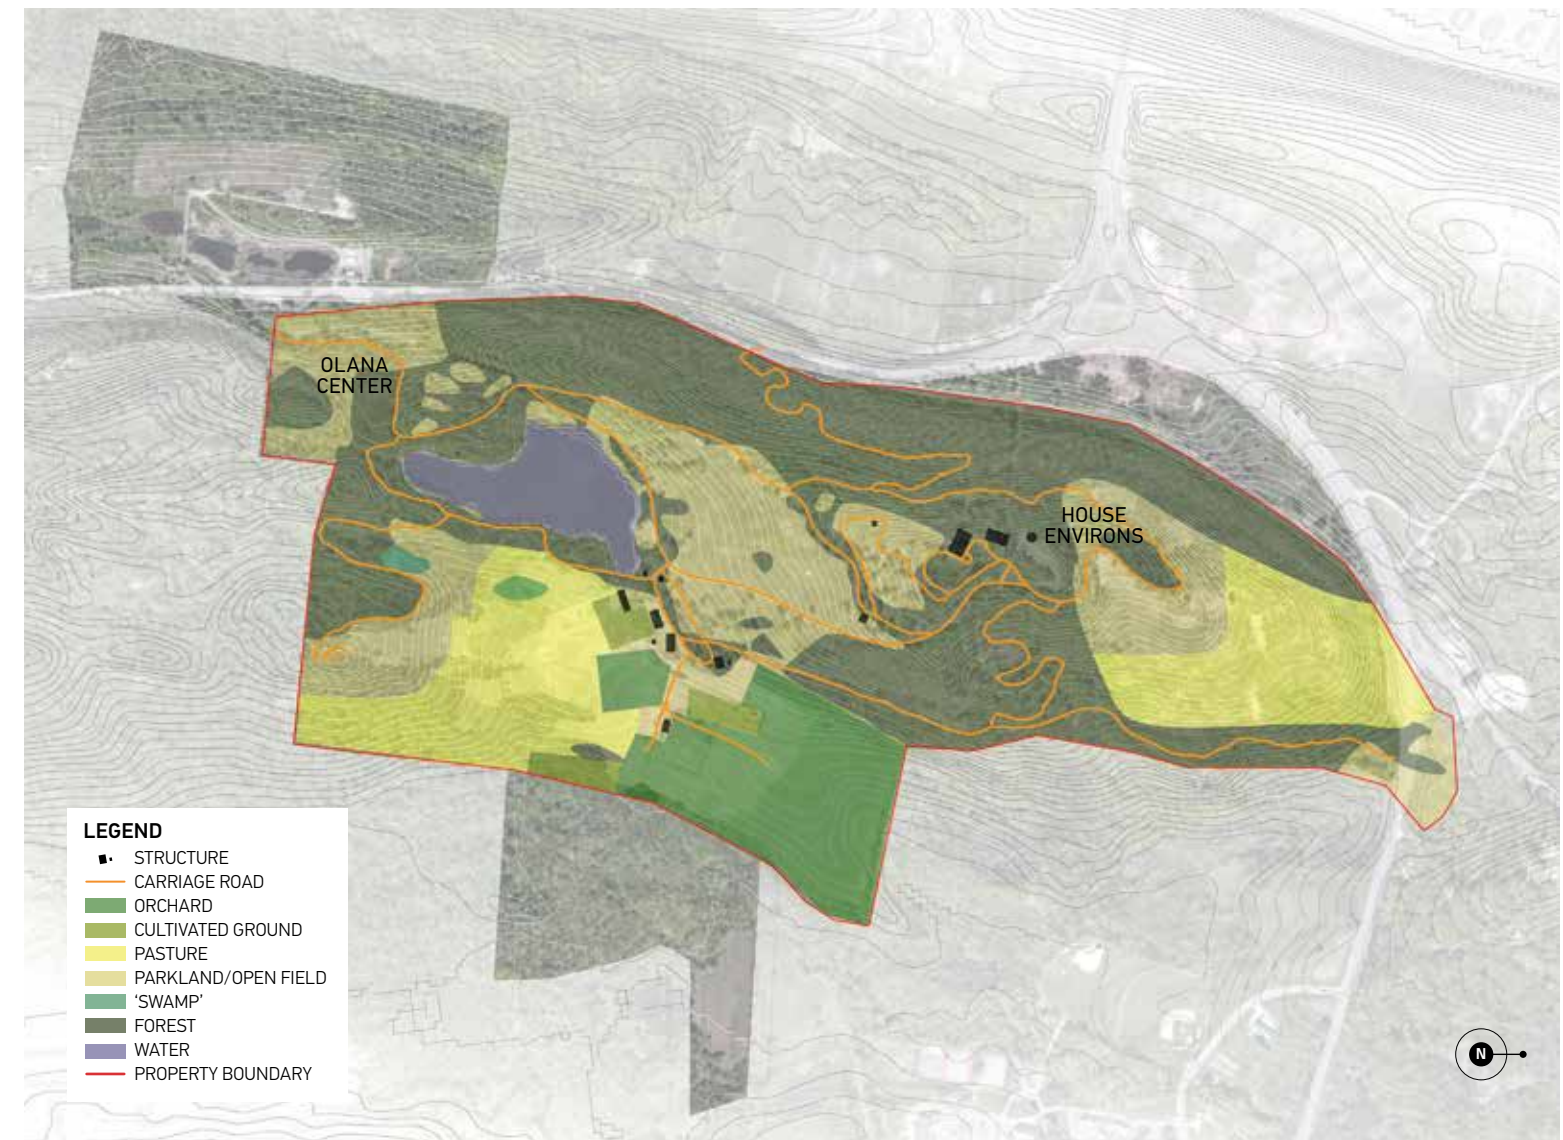 OLANA
CENTER
HOUSE
ENVIRONS
LEGEND
STRUCTURE
CARRIAGE ROAD
ORCHARD
CULTIVATED GROUND
PASTURE
PARKLAND/OPEN FIELD
‘SWAMP’
FOREST
WATER
PROPERTY BOUNDARY
N